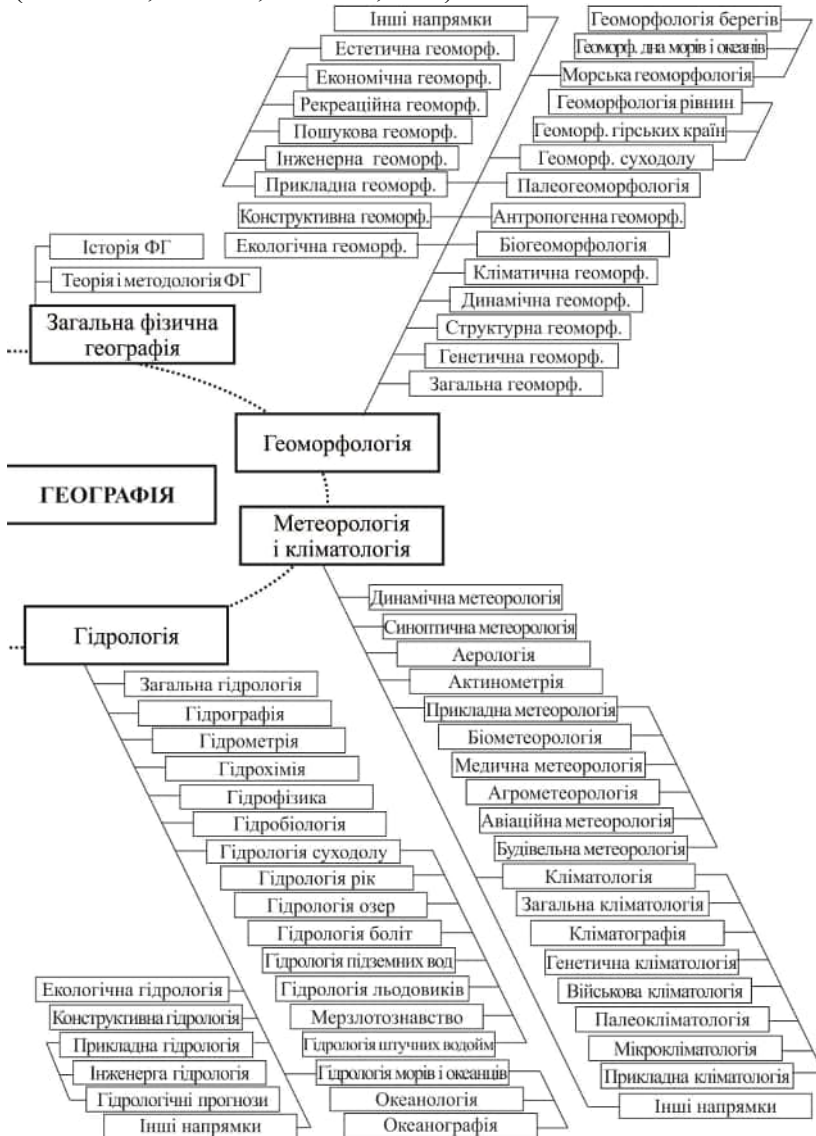 Інші напрямки
Естетична геоморф.
Економічна геоморф.
Рекреаційна геоморф.
Пошукова геоморф.
Інженерна геоморф.
Прикладна геоморф.
Конструктивна геоморф.
Екологічна геоморф.
Геоморфологія берегів
Геоморф. дна морів і океанів
Морська геоморфологія
Геоморфологія рівнин
Геоморф. гірських країн
Геоморф. суходолу
Палеогеоморфологія
Антропогенна геоморф.
Біогеоморфологія
Кліматична геоморф.
Динамічна геоморф.
Структурна геоморф.
Генетична геоморф.
Загальна геоморф.
Історія ФГ
Теорія і методологія ФГ
Загальна фізична
географія
Геоморфологія
ГЕОГРАФІЯ
Метеорологія
і кліматологія
Гідрологія
Динамічна метеорологія
Синоптична метеорологія
Аерологія
Актинометрія
Прикладна метеорологія
Біометеорологія
Медична метеорологія
Агрометеорологія
Авіаційна метеорологія
Будівельна метеорологія
Кліматологія
Загальна кліматологія
Кліматографія
Генетична кліматологія
Військова кліматологія
Палеокліматологія
Мікрокліматологія
Прикладна кліматологія
Інші напрямки
Загальна гідрологія
Гідрографія
Гідрометрія
Гідрохімія
Гідрофізика
Гідробіологія
Гідрологія суходолу
Гідрологія рік
Гідрологія озер
Гідрологія боліт
Гідрологія підземних вод
Гідрологія льодовиків
Мерзлотознавство
Гідрологія штучних водойм
Гідрологія морів і океанців
Океанологія
Океанографія
Екологічна гідрологія
Конструктивна гідрологія
Прикладна гідрологія
Інженерга гідрологія
Гідрологічні прогнози
Інші напрямки